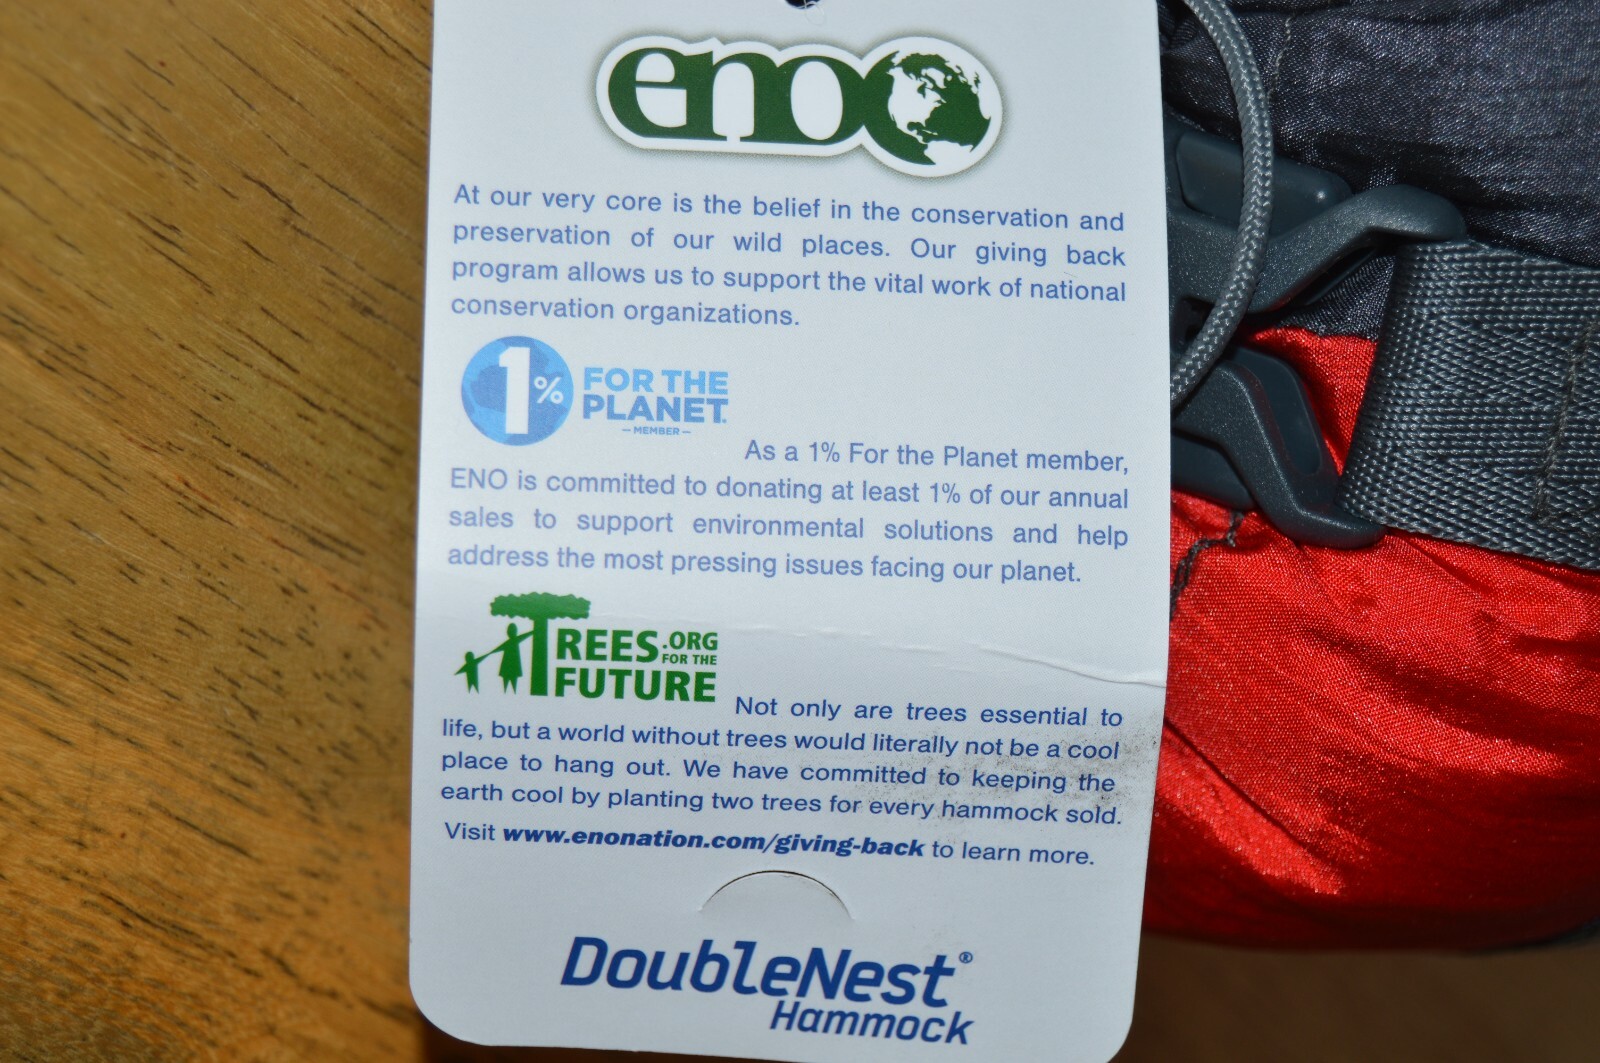 eno
At our very core is the belief in the conservation and
preservation of our wild places. Our giving back
program allows us to support the vital work of national
conservation organizations.
1% FOR THE
PLANET.
—MEMBER—
As a 1% For the Planet member,
ENO is committed to donating at least 1% of our annual
sales to support environmental solutions and help
address the most pressing issues facing our planet.
TREES.ORG
FOR THE
FUTURE
Not only are trees essential to
life, but a world without trees would literally not be a cool
place to hang out. We have committed to keeping the
earth cool by planting two trees for every hammock sold.
Visit www.enonation.com/giving-back to learn more.
DoubleNest®
Hammock